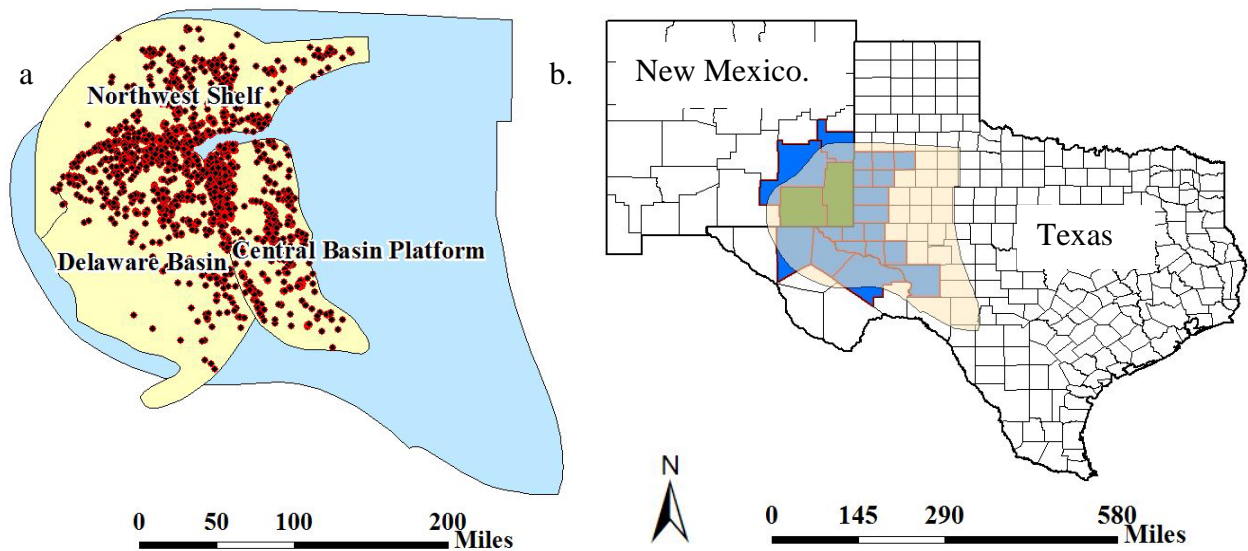 a
Northwest Shelf
Delaware Basin
Central Basin Platform
0 50 100 200
Miles
b.
New Mexico.
Texas
N
0 145 290 580
Miles